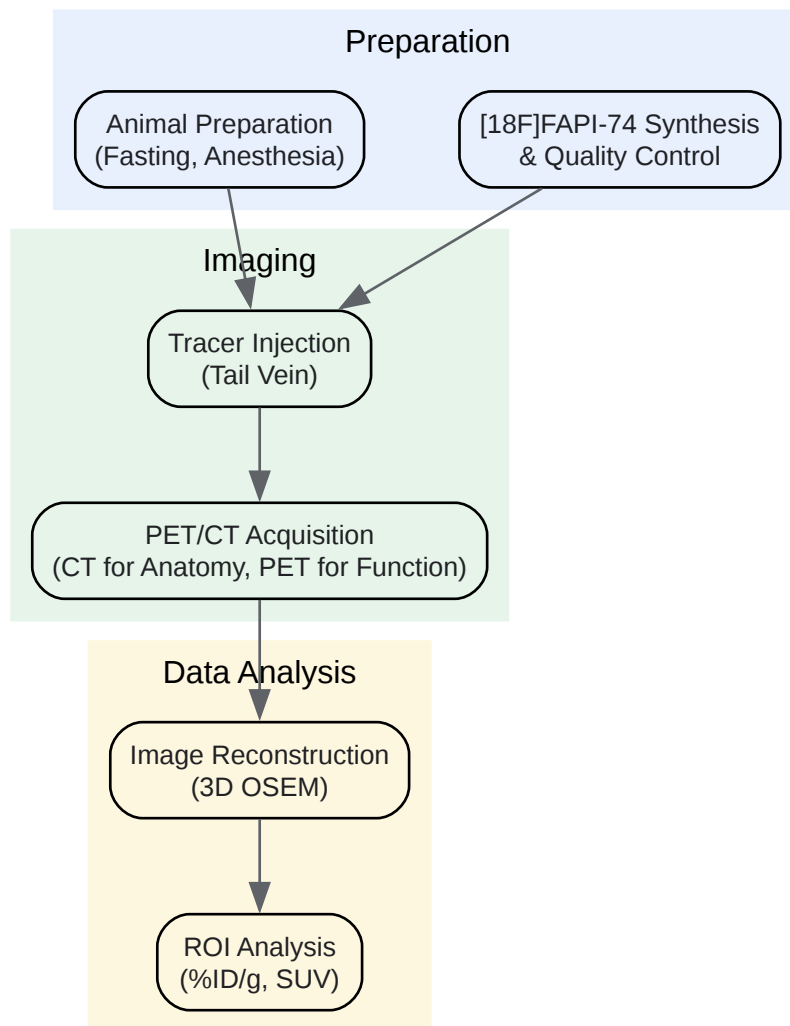 Preparation
Animal Preparation
(Fasting, Anesthesia)
[18F]FAPI-74 Synthesis
& Quality Control
Imaging
Tracer Injection
(Tail Vein)
PET/CT Acquisition
(CT for Anatomy, PET for Function)
Data Analysis
Image Reconstruction
(3D OSEM)
ROI Analysis
(%ID/g, SUV)